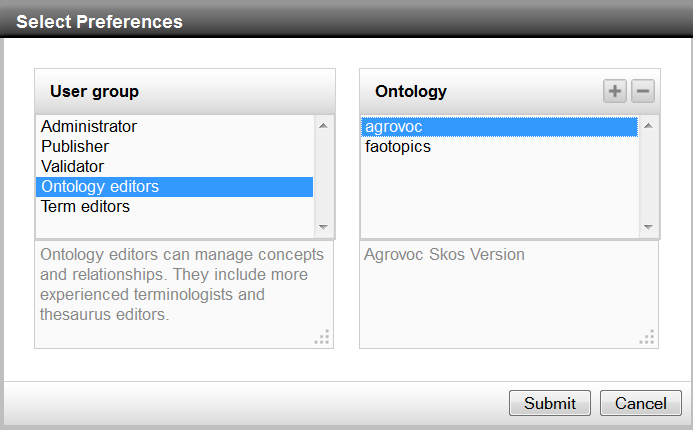 Select Preferences
User group
Administrator
Publisher
Validator
Ontology editors
Term editors
Ontology editors can manage concepts
and relationships. They include more
experienced terminologists and
thesaurus editors.
Ontology
agrovoc
faotopics
Agrovoc Skos Version
Submit
Cancel